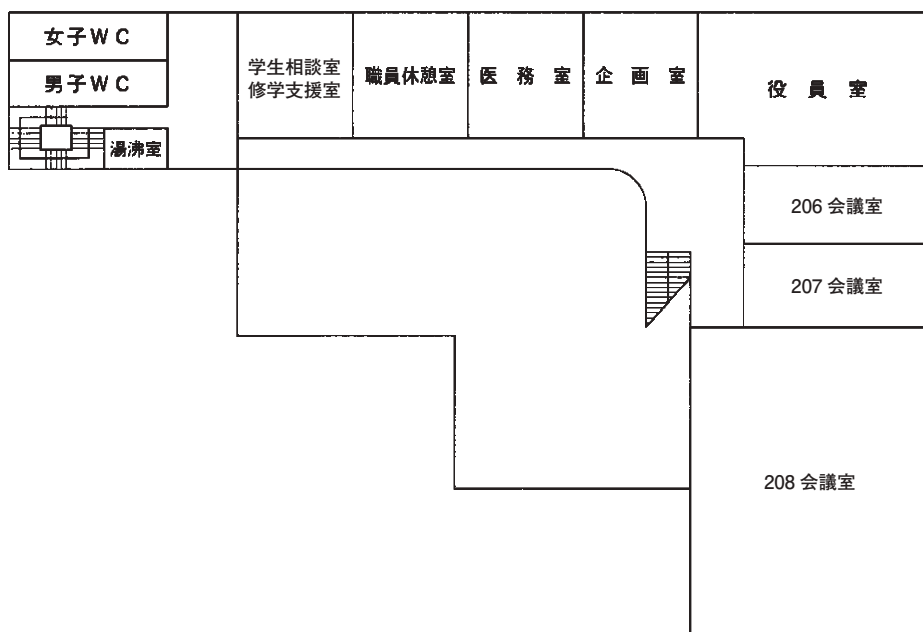 女子WC
男子WC
湯沸室
学生相談室
修学支援室
職員休憩室
医務室
企画室
役員室
206 会議室
207 会議室
208 会議室